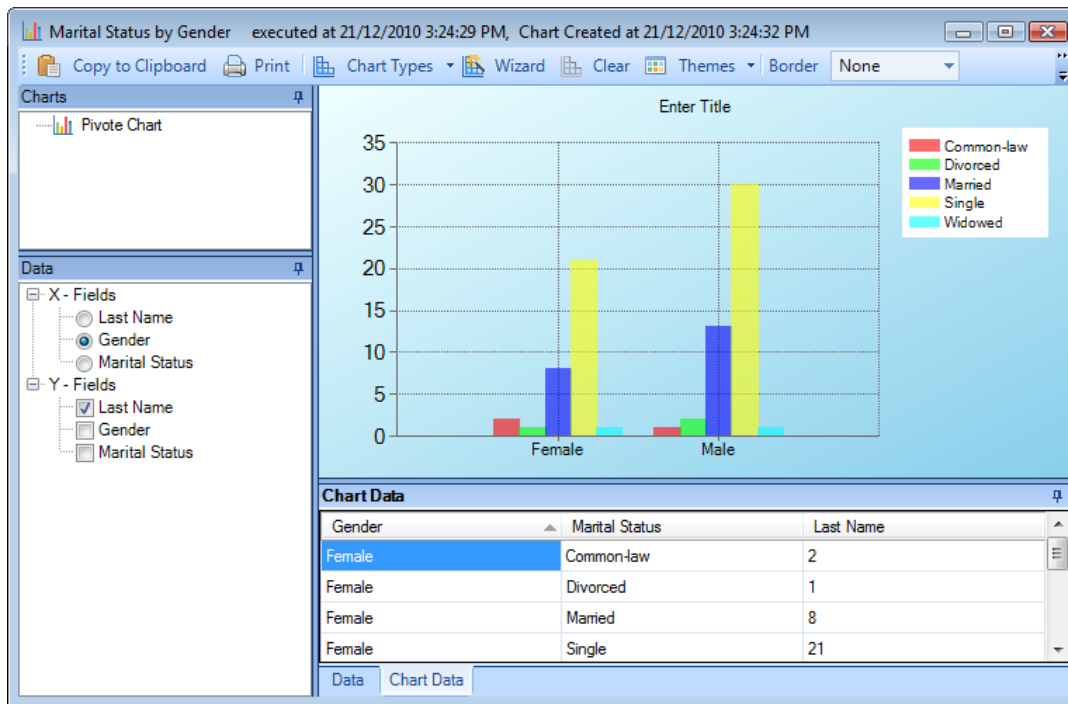 Marital Status by Gender executed at 21/12/2010 3:24:29 PM, Chart Created at 21/12/2010 3:24:32 PM
Copy to Clipboard Print Chart Types Wizard Clear Themes Border None
Charts
Pivote Chart
Data
X - Fields
Last Name
Gender
Marital Status
Y - Fields
Last Name
Gender
Marital Status
Enter Title
35
30
25
20
15
10
5
0
Female Male
Common-law
Divorced
Married
Single
Widowed
Chart Data
Gender Marital Status Last Name
Female Common-law 2
Female Divorced 1
Female Married 8
Female Single 21
Data Chart Data